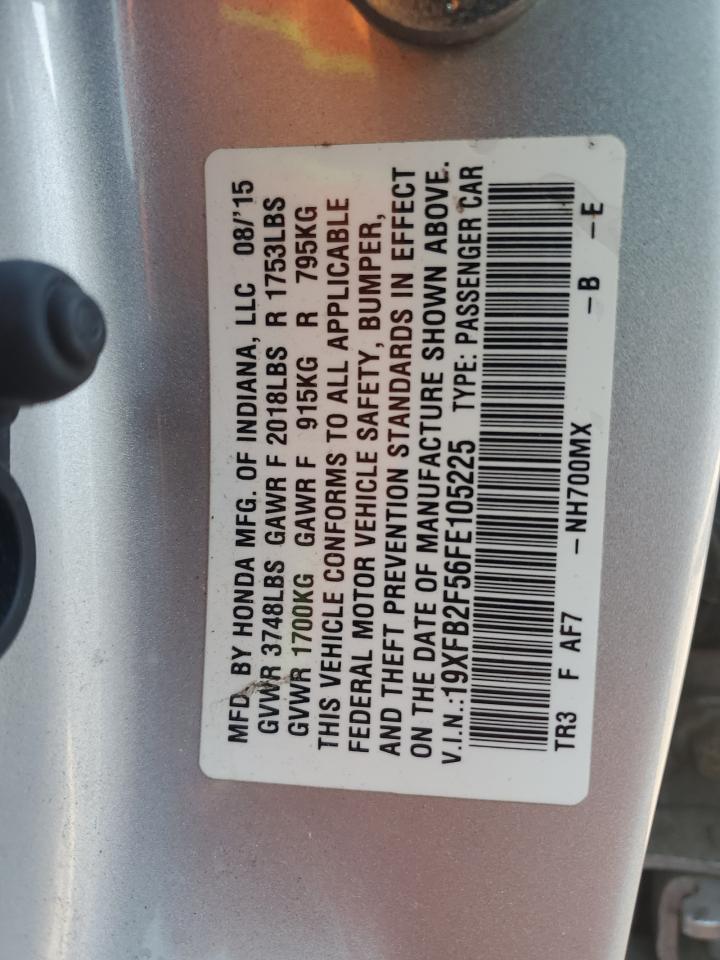 MFD. BY HONDA MFG. OF INDIANA, LLC 08/'15
GVWR 3748LBS GAWR F 2018LBS R 1753LBS
GVWR 1700KG GAWR F 915KG R 795KG
THIS VEHICLE CONFORMS TO ALL APPLICABLE
FEDERAL MOTOR VEHICLE SAFETY, BUMPER,
AND THEFT PREVENTION STANDARDS IN EFFECT
ON THE DATE OF MANUFACTURE SHOWN ABOVE.
V.I.N.:19XFB2F56FE105225 TYPE: PASSENGER CAR
TR3 F AF7 -NH700MX -B -E